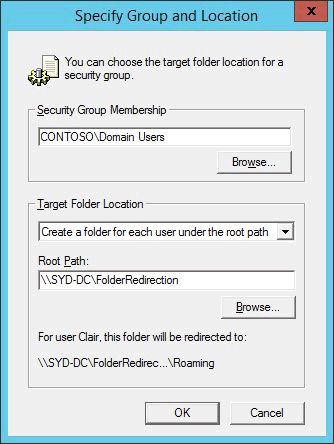 Specify Group and Location
x
You can choose the target folder location for a
security group.
Security Group Membership
CONTOSO\Domain Users
Browse...
Target Folder Location
Create a folder for each user under the root path
Root Path:
\\SYD-DC\FolderRedirection
Browse...
For user Clair, this folder will be redirected to:
\\SYD-DC\FolderRedirec...\Roaming
OK Cancel